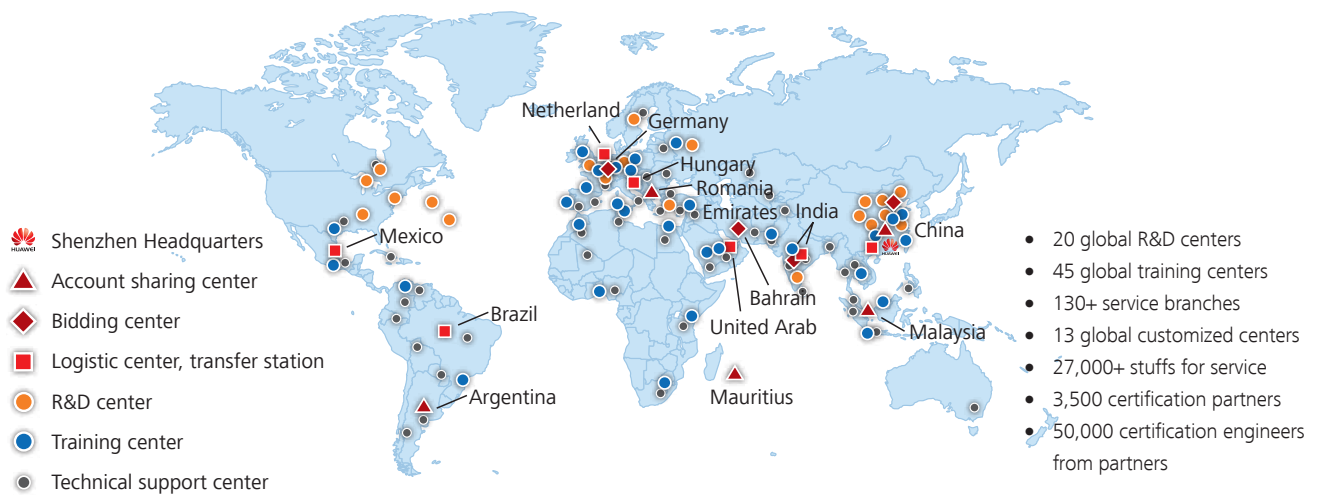 Netherland
Germany
Hungary
Romania
Emirates
India
Mexico
China
Bahrain
United Arab
Brazil
Malaysia
Mauritius
Argentina
HUAWEI
HUAWEI
Shenzhen Headquarters
Account sharing center
Bidding center
Logistic center, transfer station
R&D center
Training center
Technical support center
• 20 global R&D centers
• 45 global training centers
• 130+ service branches
• 13 global customized centers
• 27,000+ stuffs for service
• 3,500 certification partners
• 50,000 certification engineers
from partners